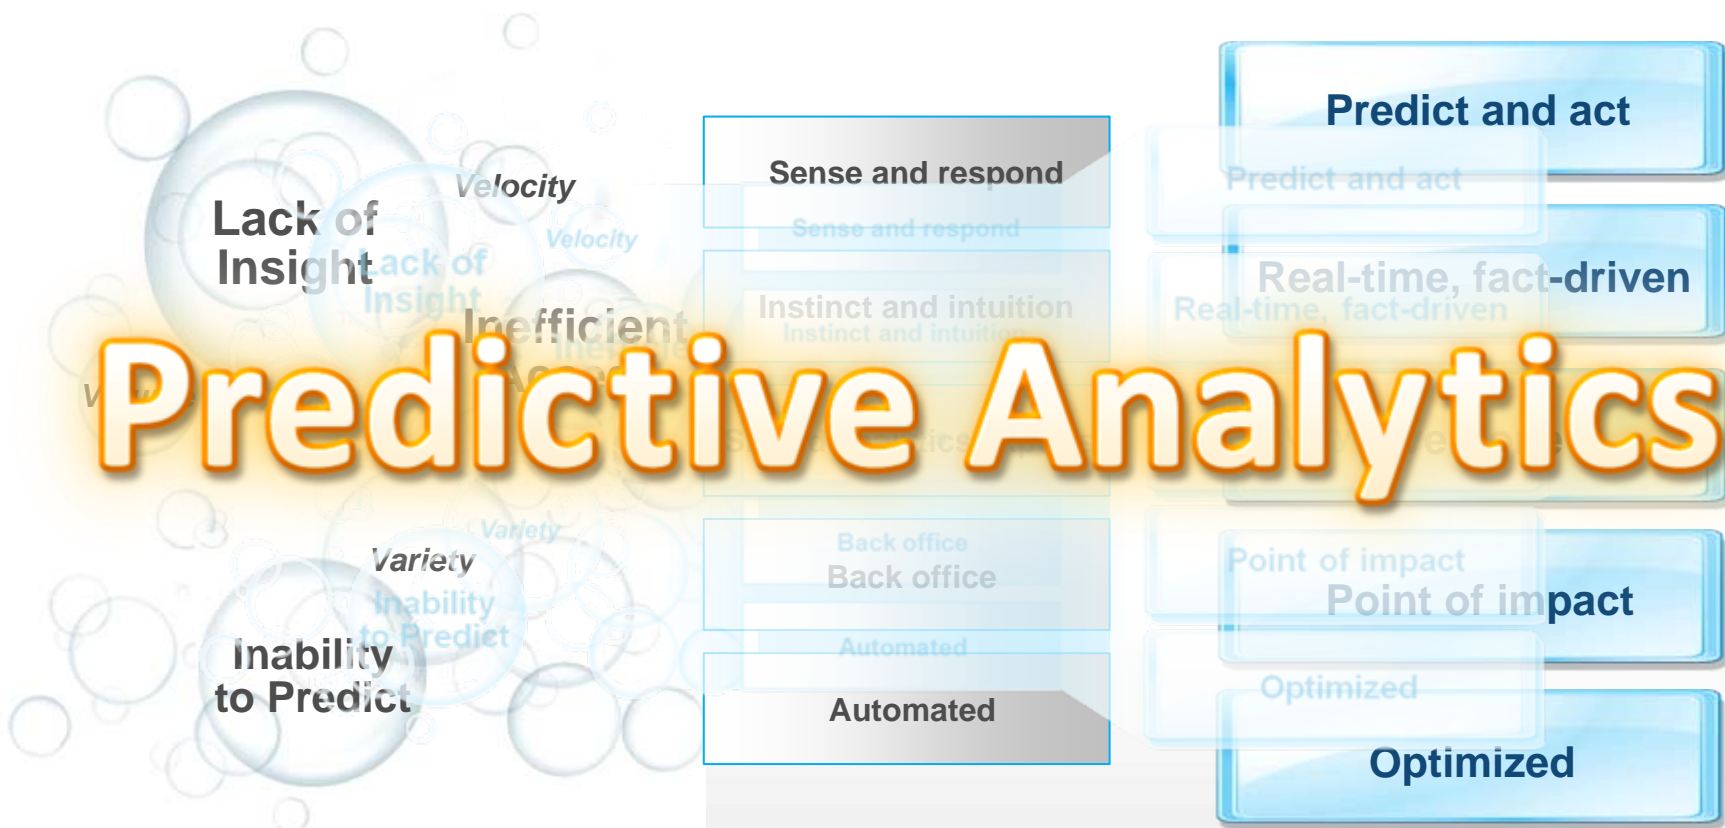 Predict and act
Sense and respond
Predict and act
Velocity
Lack of
Insight
Sense and respond
Velocity
Lack of
Insight
Real-time, fact-driven
Real-time, fact-driven
Instinct and intuition
Instinct and intuition
Inefficient
Predictive Analytics
Variety
Variety
Back office
Back office
Point of impact
Point of impact
Inability
to Predict
Inability
to Predict
Automated
Automated
Optimized
Optimized